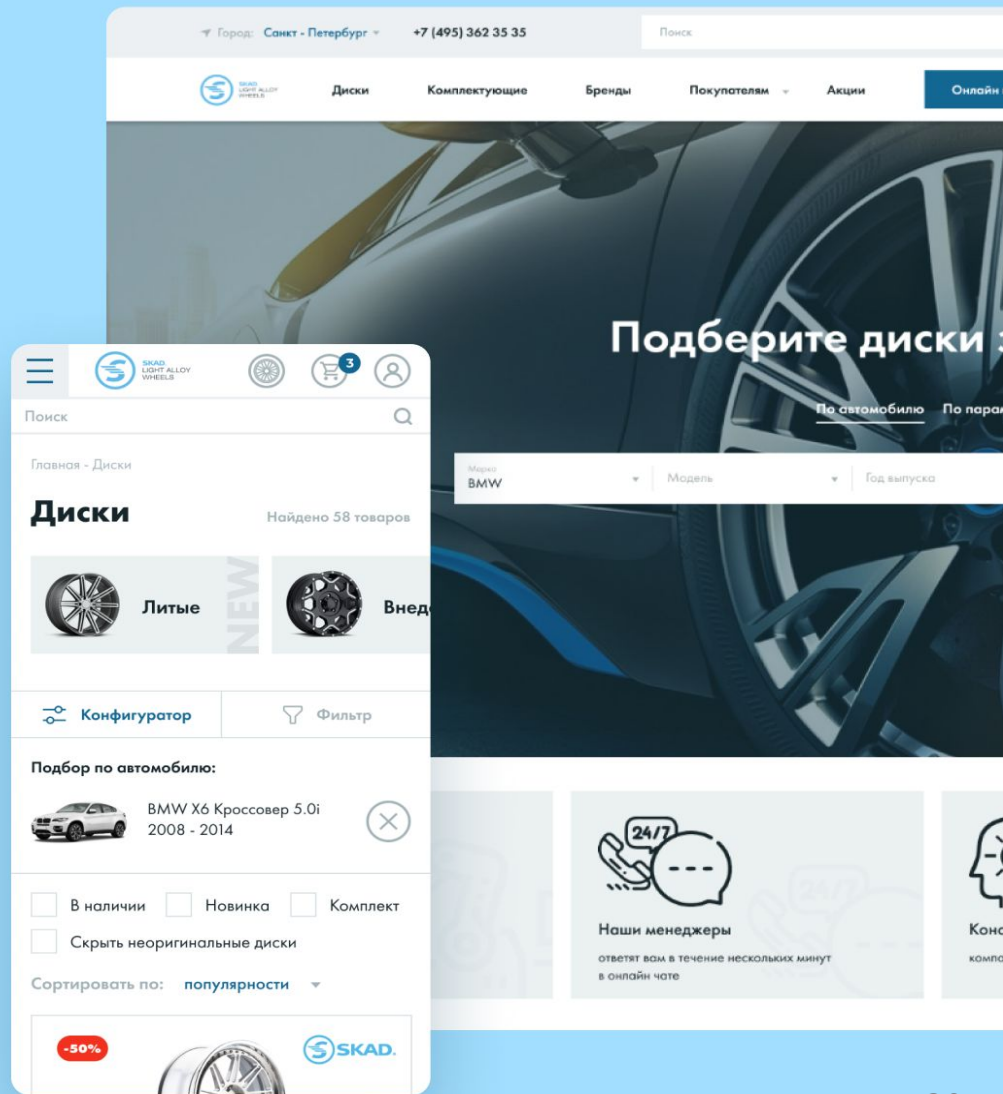 Город: Санкт - Петербург
+7 (495) 362 35 35
Поиск
SKAD
LIGHT ALLOY
WHEELS
Диски
Комплектующие
Бренды
Покупателям
Акции
Онлайн
Подберите диски
По автомобилю
По пара
Марка
BMW
Модель
Год выпуска
24/7
Наши менеджеры
ответят вам в течение нескольких минут
в онлайн чате
Конс
компа
SKAD
LIGHT ALLOY
WHEELS
3
Поиск
Главная - Диски
Диски
Найдено 58 товаров
Литые
NEW
Внед
Конфигуратор
Фильтр
Подбор по автомобилю:
BMW X6 Кроссовер 5.0i
2008 - 2014
В наличии
Новинка
Комплект
Скрыть неоригинальные диски
Сортировать по: популярности
-50%
SKAD.